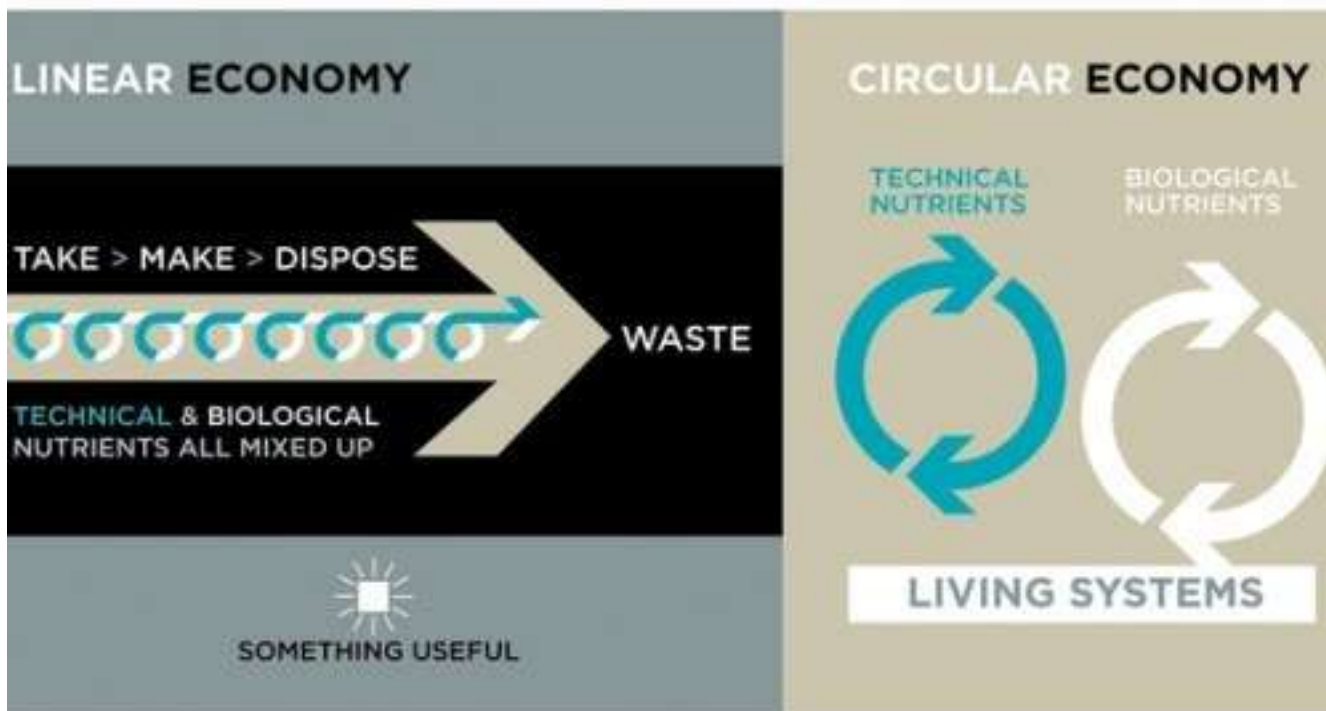 LINEAR ECONOMY
TAKE > MAKE > DISPOSE
WASTE
TECHNICAL & BIOLOGICAL
NUTRIENTS ALL MIXED UP
SOMETHING USEFUL
CIRCULAR ECONOMY
TECHNICAL
NUTRIENTS
BIOLOGICAL
NUTRIENTS
LIVING SYSTEMS